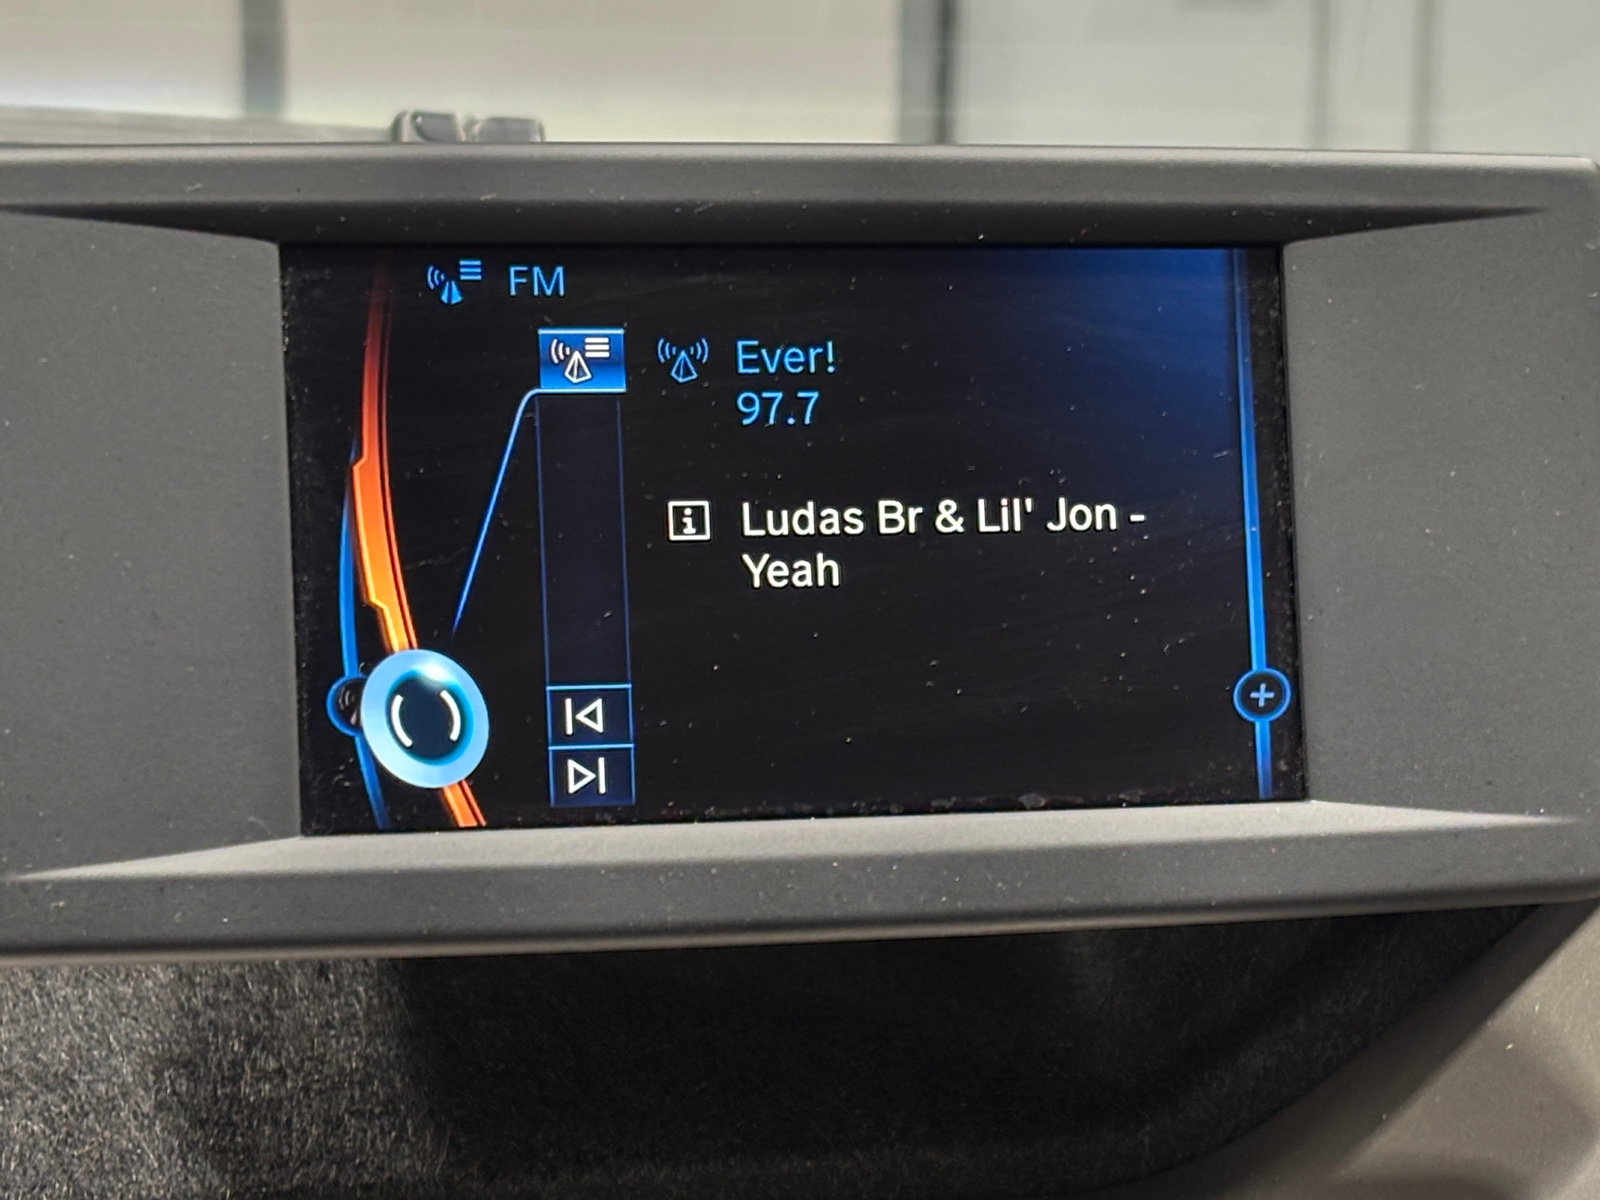 FM
Ever!
97.7
Ludas Br & Lil' Jon -
Yeah